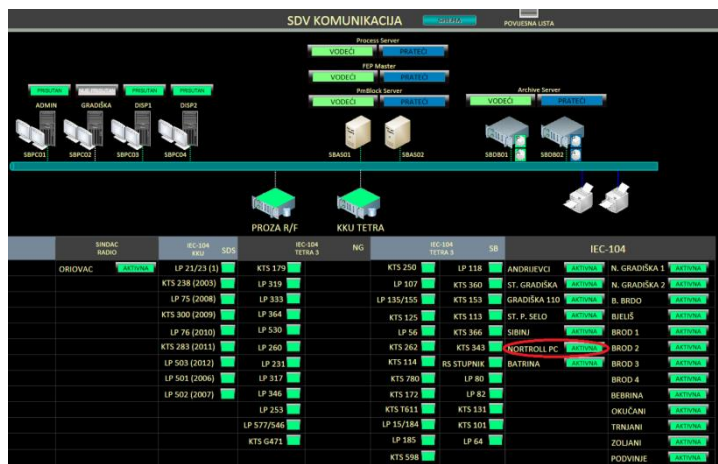 SDV KOMUNIKACIJA
POVIJESNA LISTA
Process Server
VODEĆI PRATEĆI
FEP Master
VODEĆI PRATEĆI
PreBlock Server
VODEĆI PRATEĆI
Archive Server
VODEĆI PRATEĆI
PRISUTAN NIJE PRISUTAN PRISUTAN PRISUTAN
ADMIN GRADIŠKA DISP1 DISP2
SBPC01 SBPC02 SBPC03 SBPC04 SBAS01 SBAS02 SBDB01 SBDB02
PROZA R/F KKU TETRA
SINDAC RADIO
IEC-104 KKU SDS
IEC-104 TETRA 3 NG
IEC-104 TETRA 3 SB
IEC-104
ORIOVAC AKTIVNA LP 21/23 (1) KTS 179 KTS 250 LP 118 ANDRIJEVCI AKTIVNA N. GRADIŠKA 1 AKTIVNA
KTS 238 (2003) LP 319 LP 107 KTS 360 ST. GRADIŠKA AKTIVNA N. GRADIŠKA 2 AKTIVNA
LP 75 (2008) LP 333 LP 135/155 KTS 153 GRADIŠKA 110 AKTIVNA B. BRDO AKTIVNA
KTS 300 (2009) LP 364 KTS 125 KTS 113 ST. P. SELO AKTIVNA BJELIŠ AKTIVNA
LP 76 (2010) LP 530 LP 56 KTS 366 SIBINJ AKTIVNA BROD 1 AKTIVNA
KTS 283 (2011) LP 260 KTS 262 KTS 343 NORTROLL PC AKTIVNA BROD 2 AKTIVNA
LP 503 (2012) LP 231 KTS 114 RS STUPNIK BATRINA AKTIVNA BROD 3 AKTIVNA
LP 501 (2006) LP 317 KTS 780 LP 80 BROD 4 AKTIVNA
LP 502 (2007) LP 346 KTS 172 LP 82 BEBRINA AKTIVNA
LP 253 KTS T611 KTS 131 OKUČANI AKTIVNA
LP 577/546 LP 15/184 KTS 101 TRNJANI AKTIVNA
KTS G471 LP 185 LP 64 ZOLJANI AKTIVNA
KTS 598 PODVINJE AKTIVNA